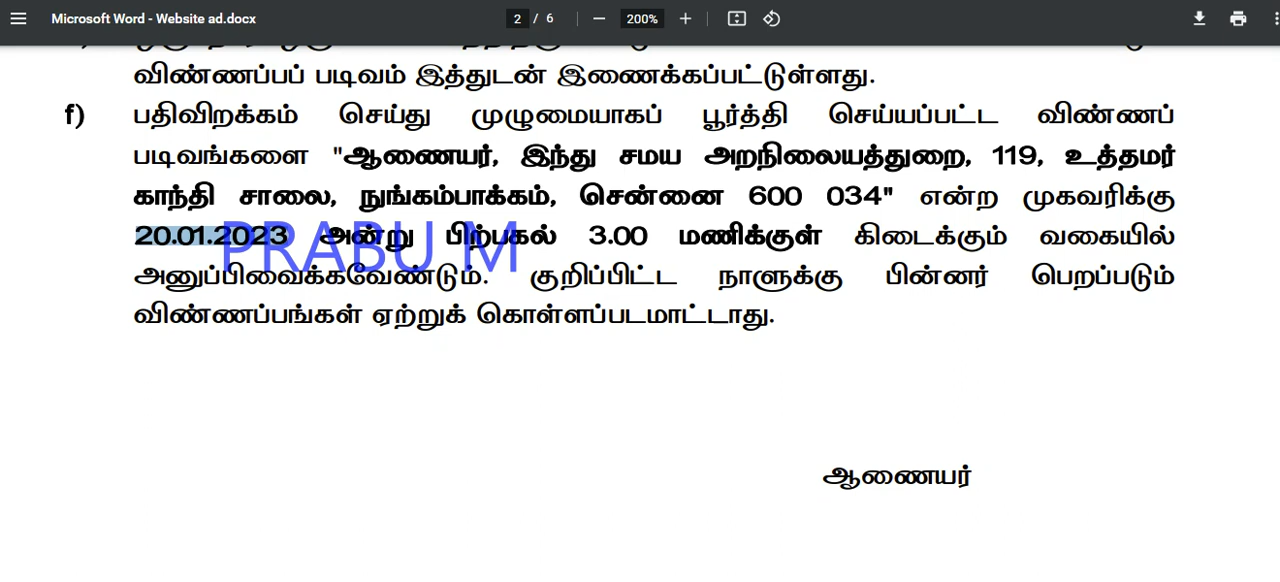 Microsoft Word - Website ad.docx
2 / 6
200%
விண்ணப்பப் படிவம் இத்துடன் இணைக்கப்பட்டுள்ளது.
f) பதிவிறக்கம் செய்து முழுமையாகப் பூர்த்தி செய்யப்பட்ட விண்ணப்
படிவங்களை "ஆணையர், இந்து சமய அறநிலையத்துறை, 119, உத்தமர்
காந்தி சாலை, நுங்கம்பாக்கம், சென்னை 600 034" என்ற முகவரிக்கு
20.01.2023 அன்று பிற்பகல் 3.00 மணிக்குள் கிடைக்கும் வகையில்
PRABU M
அனுப்பிவைக்கவேண்டும். குறிப்பிட்ட நாளுக்கு பின்னர் பெறப்படும்
விண்ணப்பங்கள் ஏற்றுக் கொள்ளப்படமாட்டாது.
ஆணையர்